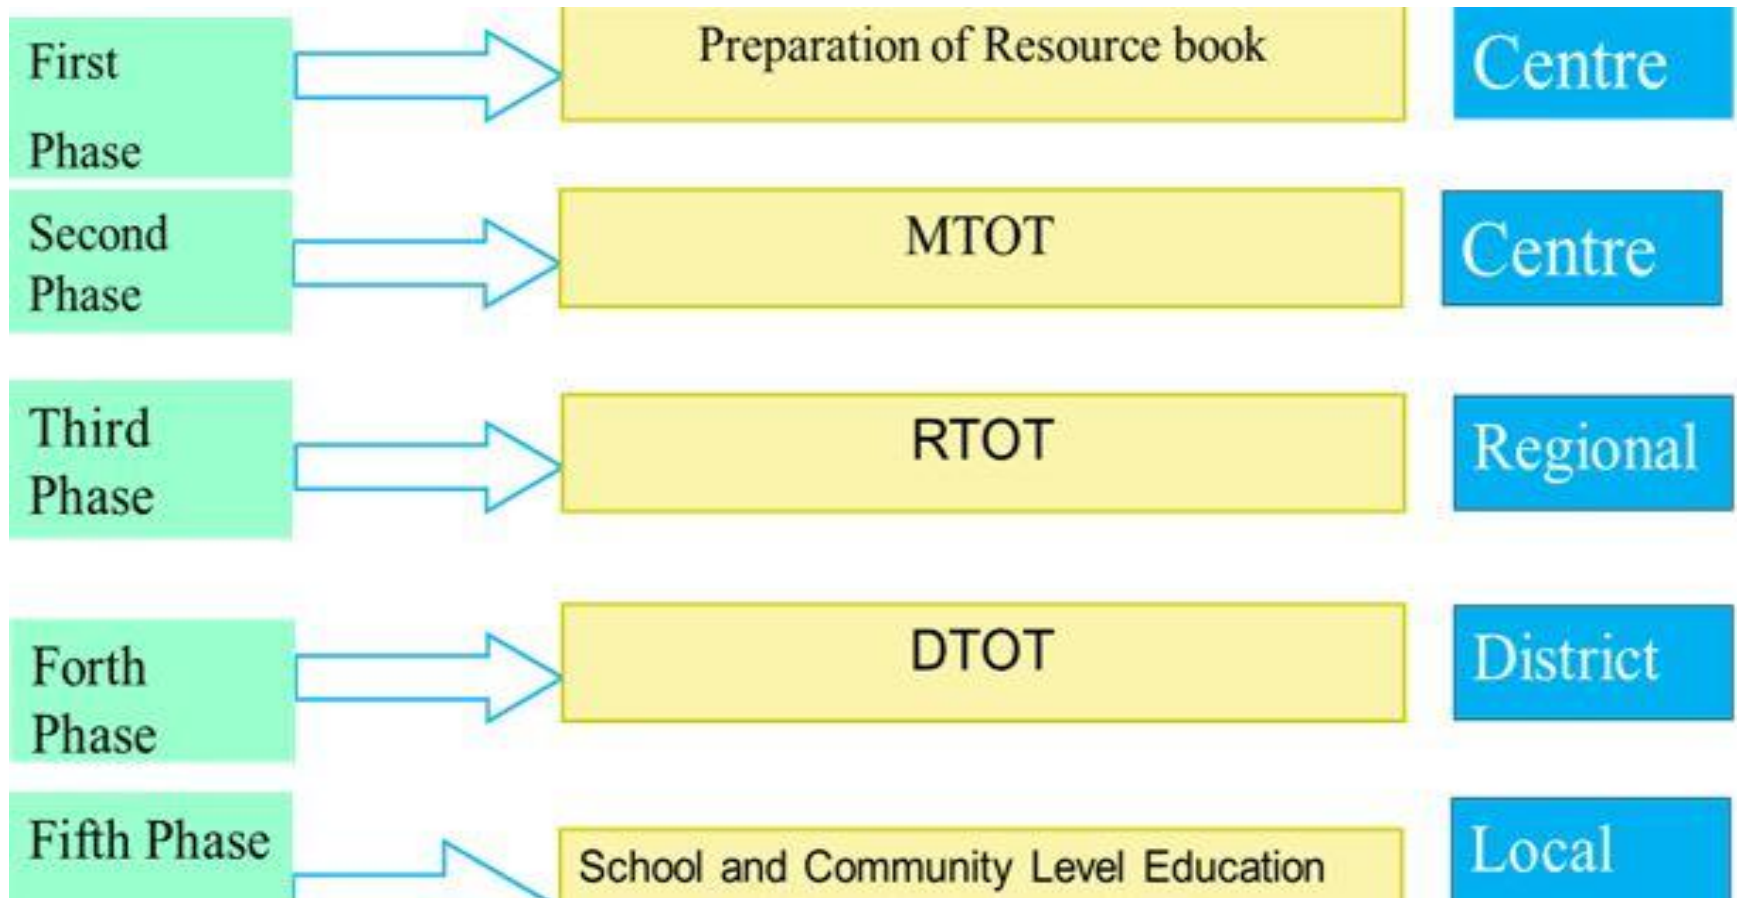 First
Phase
Preparation of Resource book
Centre
Second
Phase
MTOT
Centre
Third
Phase
RTOT
Regional
Forth
Phase
DTOT
District
Fifth Phase
School and Community Level Education
Local